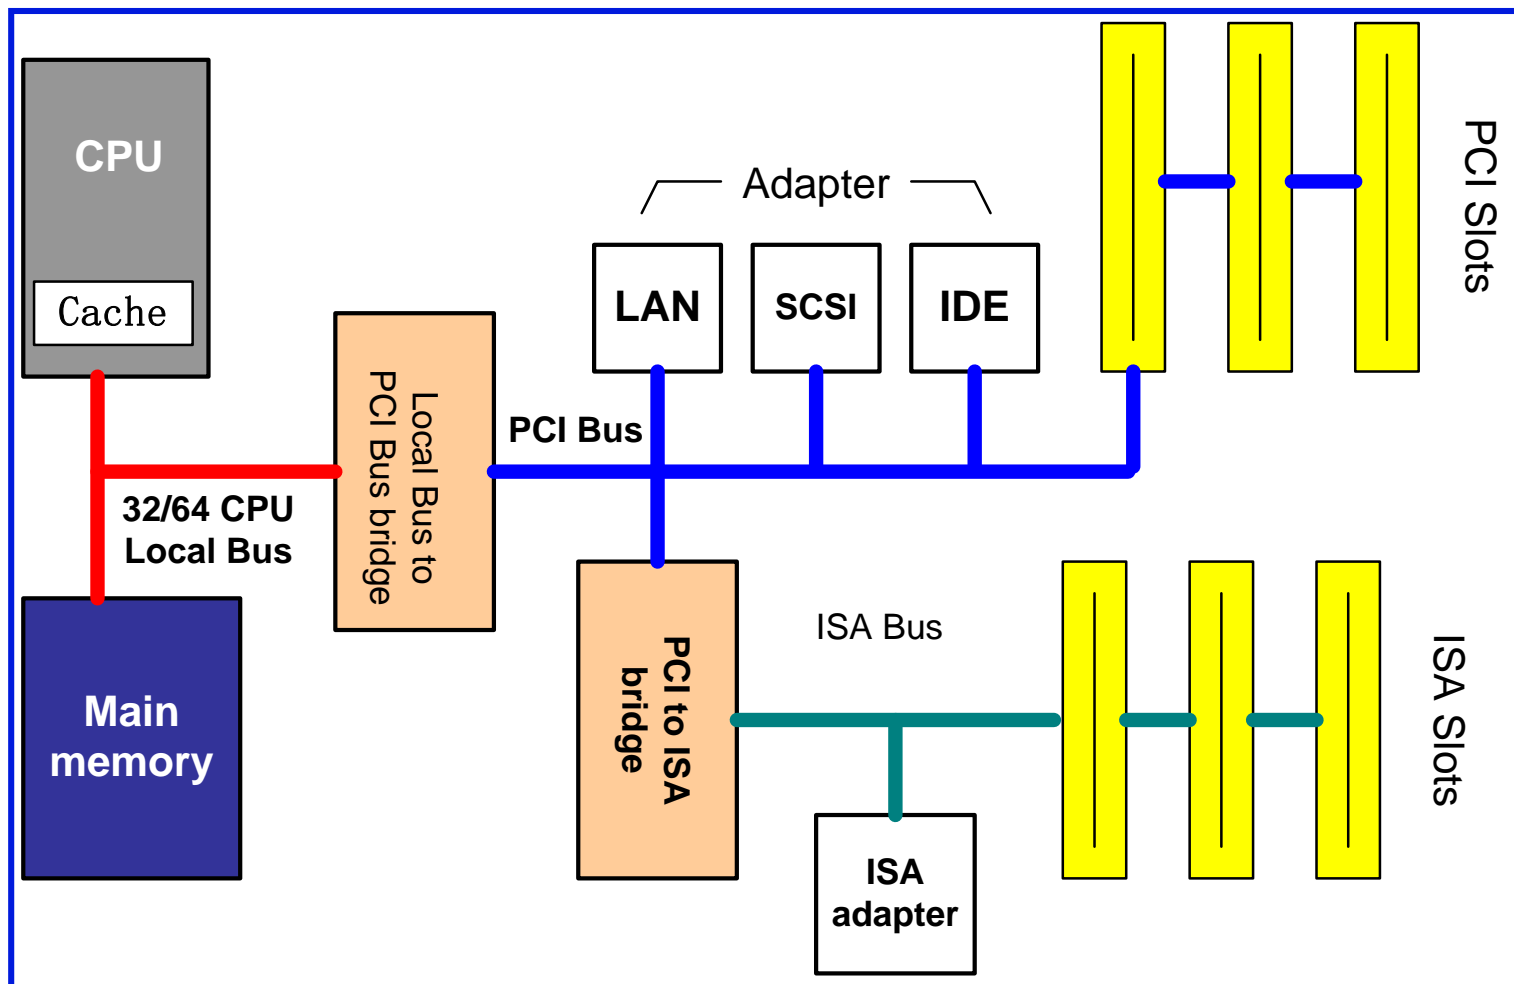 CPU
Cache
Adapter
LAN
SCSI
IDE
PCI Slots
Local Bus to
PCI Bus bridge
PCI Bus
32/64 CPU
Local Bus
Main
memory
PCI to ISA
bridge
ISA Bus
ISA
adapter
ISA Slots